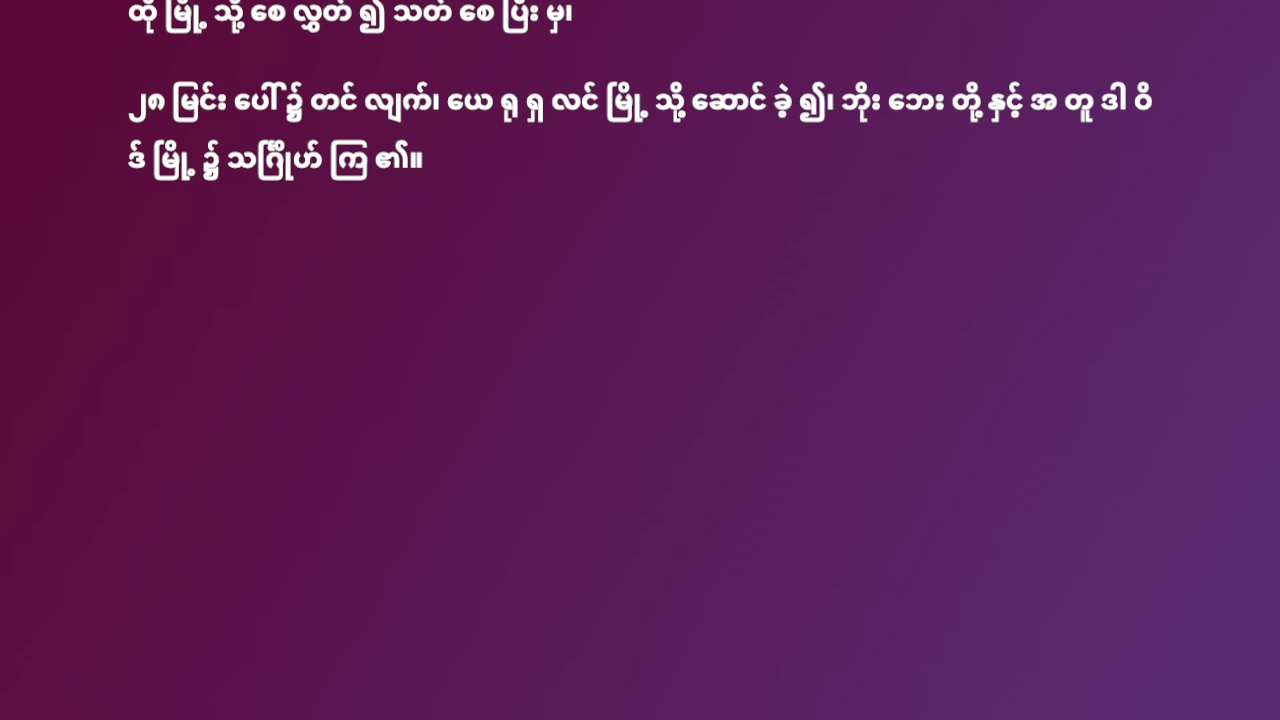 ထို မြို့ သို့ စေ လွှတ် ၍ သတ် စေ ပြီး မှ၊
၂၈ မြင်း ပေါ်၌ တင် လျက်၊ ယေ ရု ရှ လင် မြို့ သို့ ဆောင် ခဲ့ ၍၊ ဘိုး ဘေး တို့ နှင့် အ တူ ဒါ ဝိ
ဒ် မြို့ ၌ သင်္ဂြိုဟ် ကြ ၏။